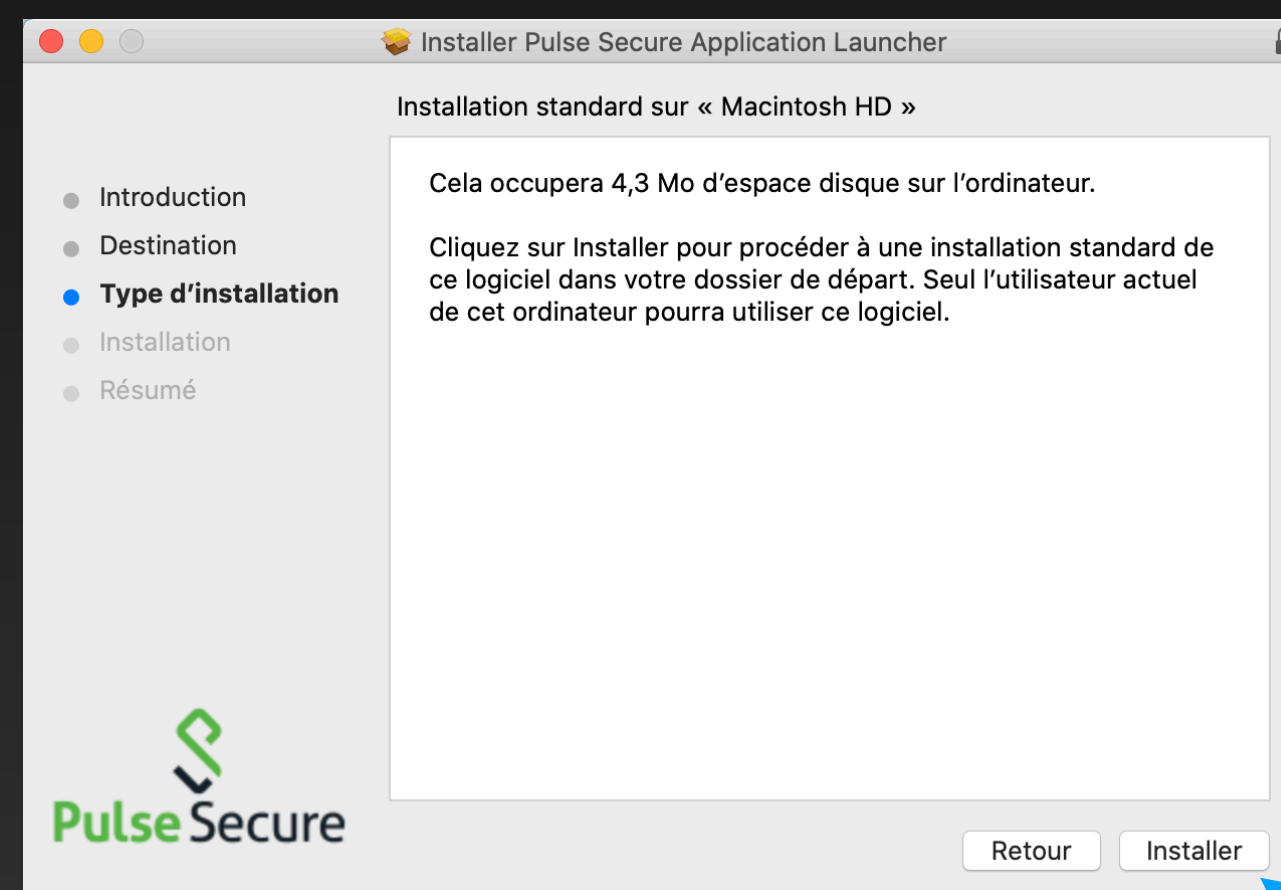 Installer Pulse Secure Application Launcher
Installation standard sur « Macintosh HD »
Introduction
Destination
Type d’installation
Installation
Résumé
Cela occupera 4,3 Mo d’espace disque sur l’ordinateur.
Cliquez sur Installer pour procéder à une installation standard de
ce logiciel dans votre dossier de départ. Seul l’utilisateur actuel
de cet ordinateur pourra utiliser ce logiciel.
Pulse Secure
Retour
Installer